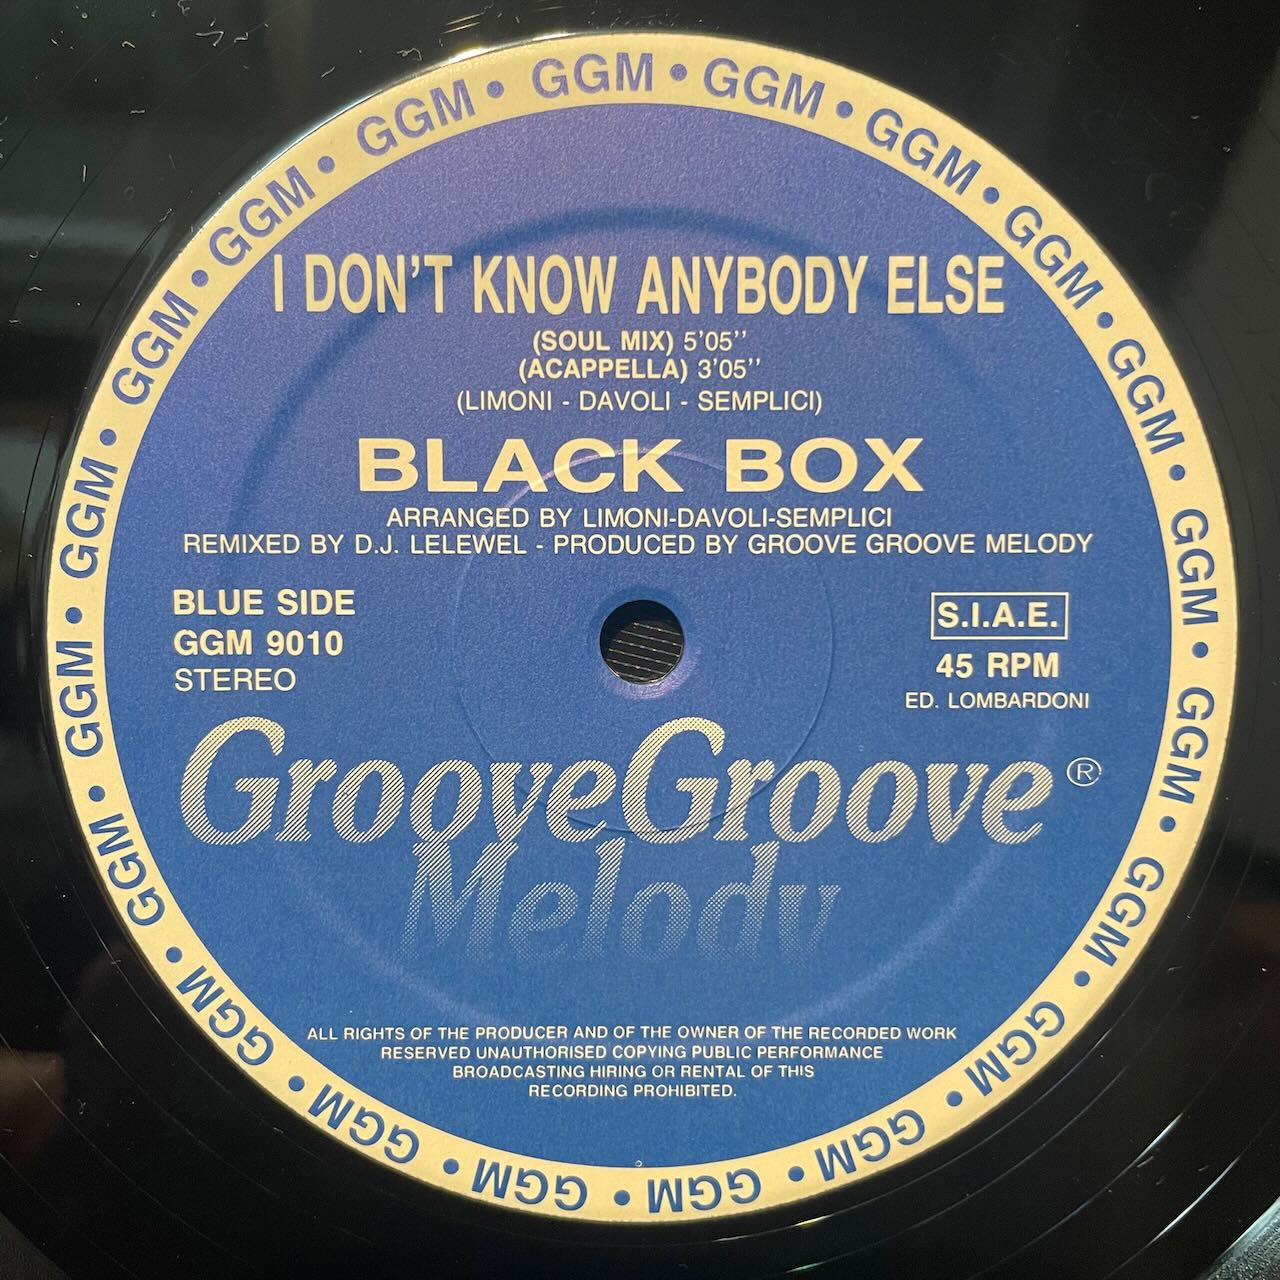 GGM • GGM • GGM • GGM • GGM • GGM • GGM • GGM • GGM • GGM • GGM • GGM • GGM • GGM • GGM • GGM • GGM • GGM • GGM • GGM •
I DON'T KNOW ANYBODY ELSE
(SOUL MIX) 5'05''
(ACAPPELLA) 3'05''
(LIMONI - DAVOLI - SEMPLICI)
BLACK BOX
ARRANGED BY LIMONI-DAVOLI-SEMPLICI
REMIXED BY D.J. LELEWEL - PRODUCED BY GROOVE GROOVE MELODY
BLUE SIDE
GGM 9010
STEREO
S.I.A.E.
45 RPM
ED. LOMBARDONI
GrooveGroove®
Melody
ALL RIGHTS OF THE PRODUCER AND OF THE OWNER OF THE RECORDED WORK
RESERVED UNAUTHORISED COPYING PUBLIC PERFORMANCE
BROADCASTING HIRING OR RENTAL OF THIS
RECORDING PROHIBITED.